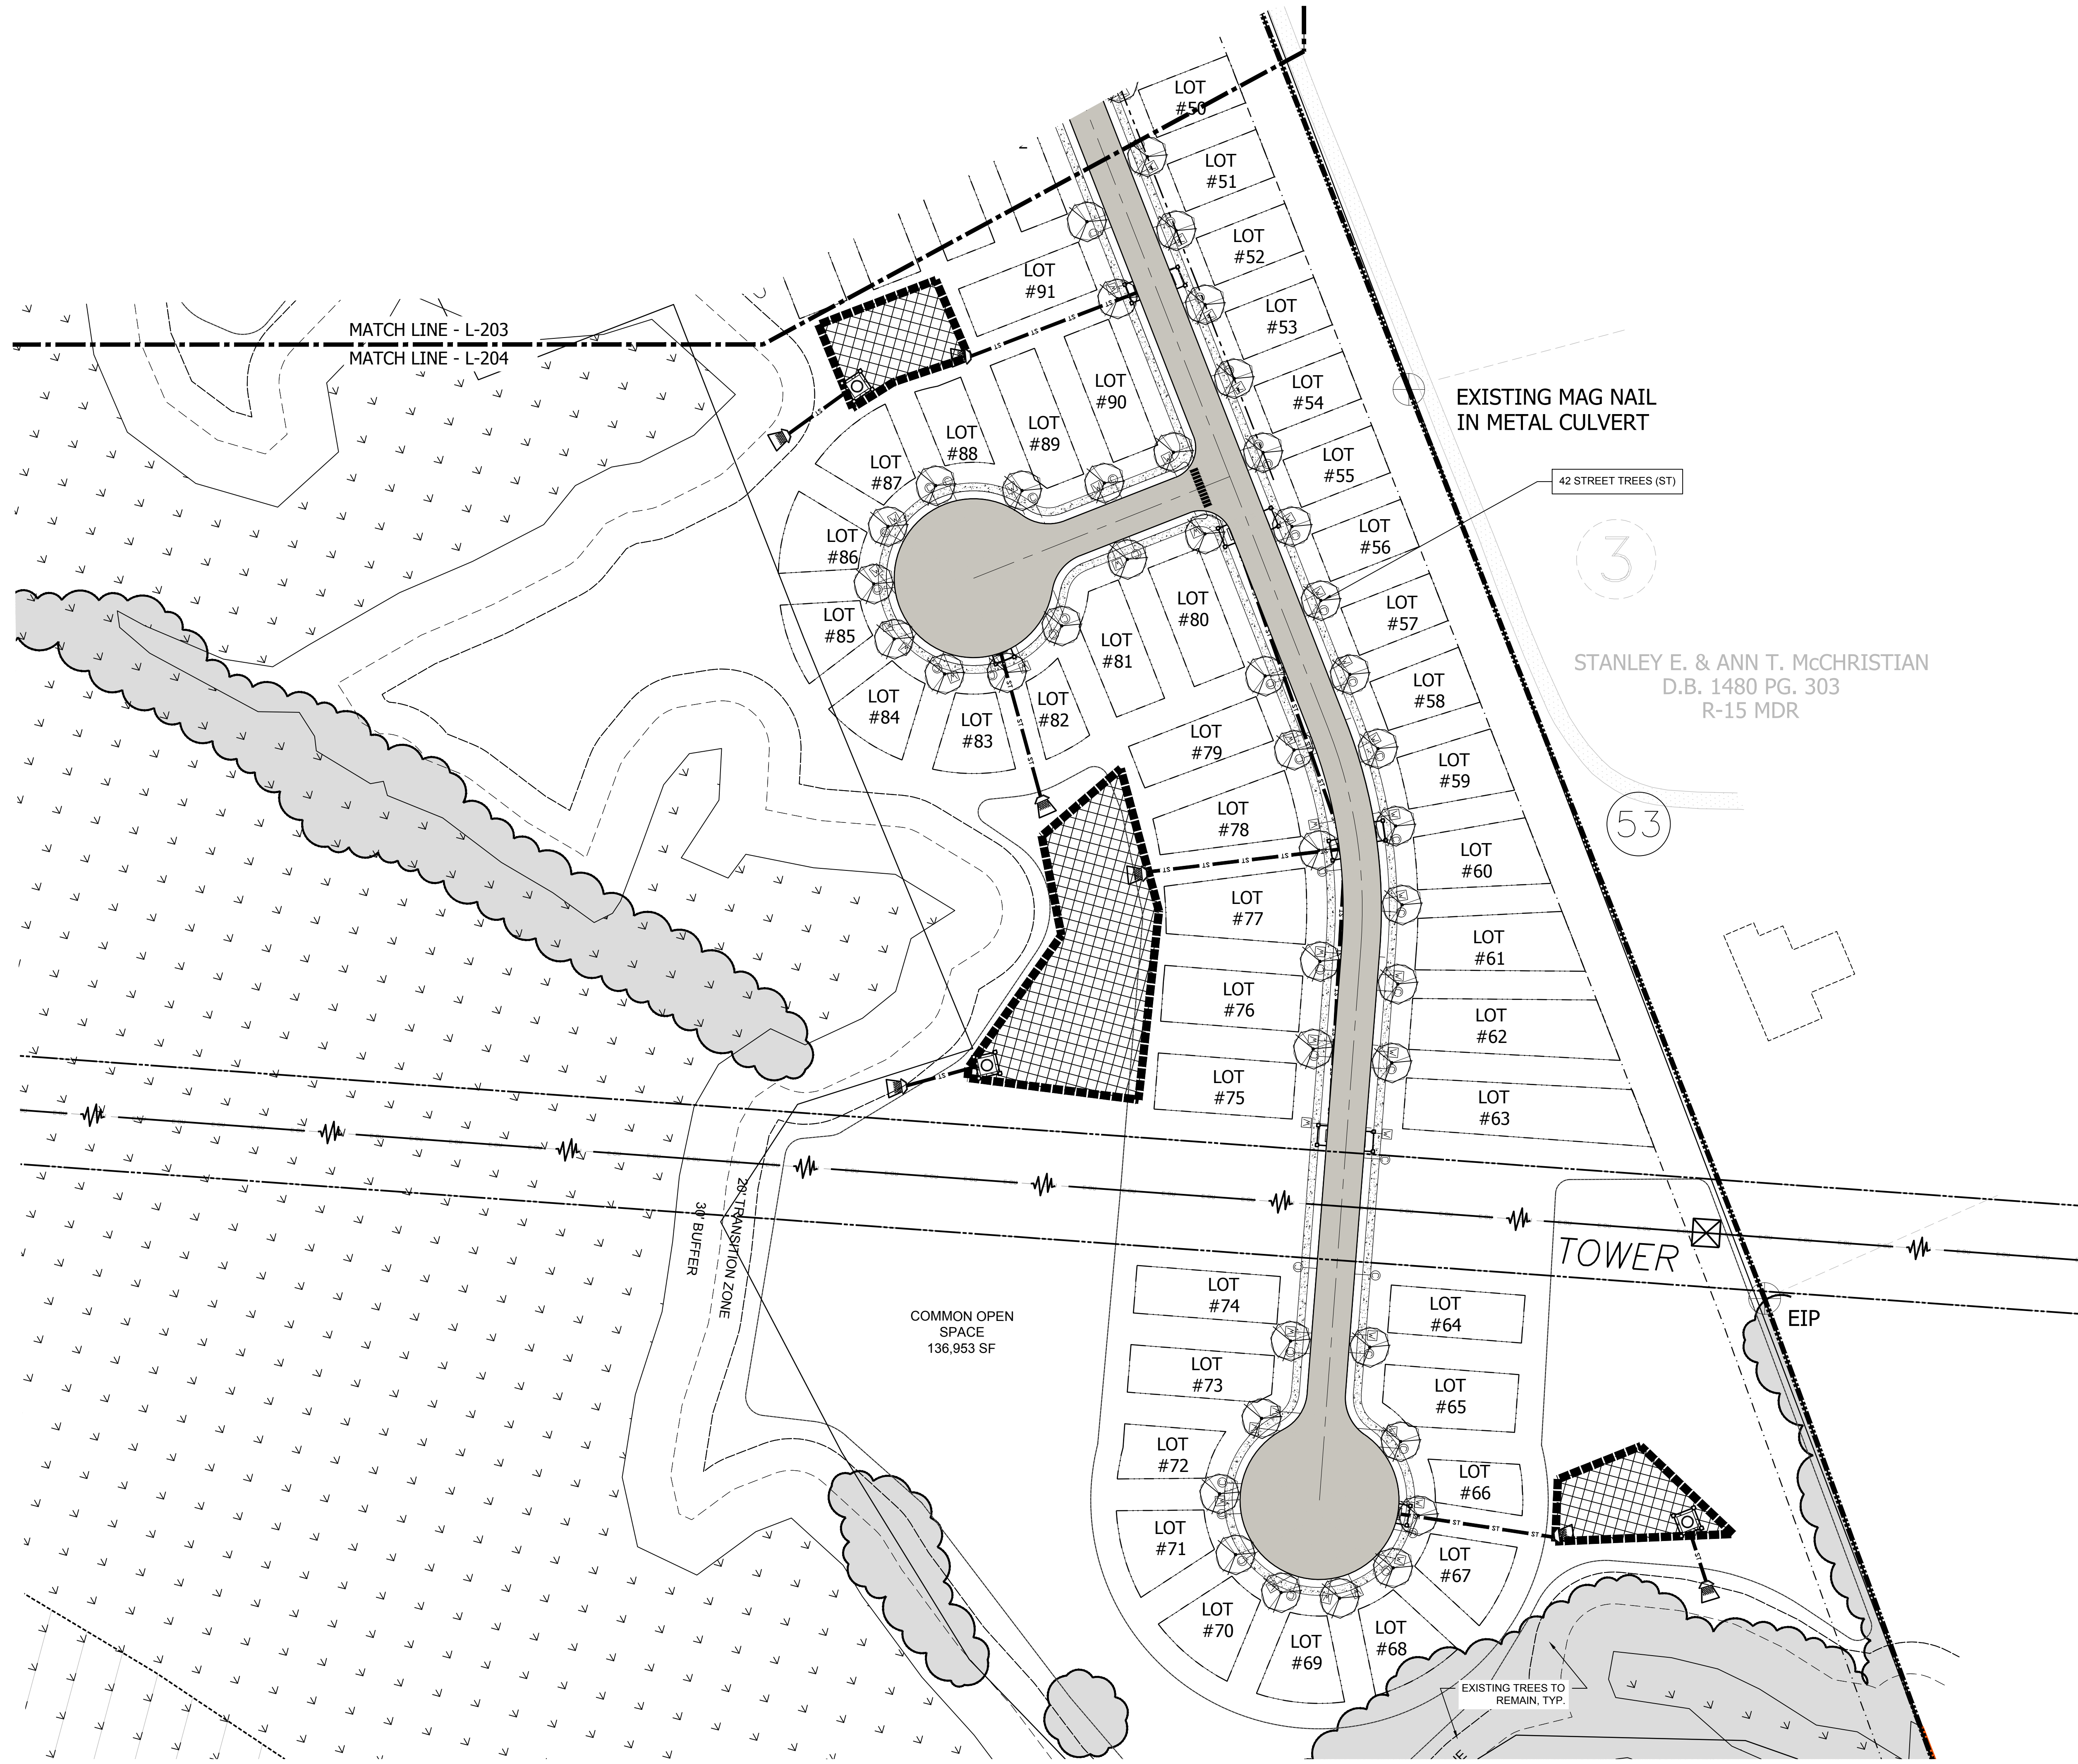 LOT
#50
LOT
#51
LOT
#52
LOT
#53
LOT
#54
LOT
#55
LOT
#56
LOT
#57
LOT
#58
LOT
#59
LOT
#60
LOT
#61
LOT
#62
LOT
#63
LOT
#64
LOT
#65
LOT
#66
LOT
#67
LOT
#68
LOT
#69
LOT
#70
LOT
#71
LOT
#72
LOT
#73
LOT
#74
LOT
#75
LOT
#76
LOT
#77
LOT
#78
LOT
#79
LOT
#80
LOT
#81
LOT
#82
LOT
#83
LOT
#84
LOT
#85
LOT
#86
LOT
#87
LOT
#88
LOT
#89
LOT
#90
LOT
#91
MATCH LINE - L-203
MATCH LINE - L-204
EXISTING MAG NAIL
IN METAL CULVERT
42 STREET TREES (ST)
3
STANLEY E. & ANN T. McCHRISTIAN
D.B. 1480 PG. 303
R-15 MDR
53
TOWER
EIP
30' BUFFER
20' TRANSITION ZONE
COMMON OPEN
SPACE
136,953 SF
EXISTING TREES TO
REMAIN, TYP.